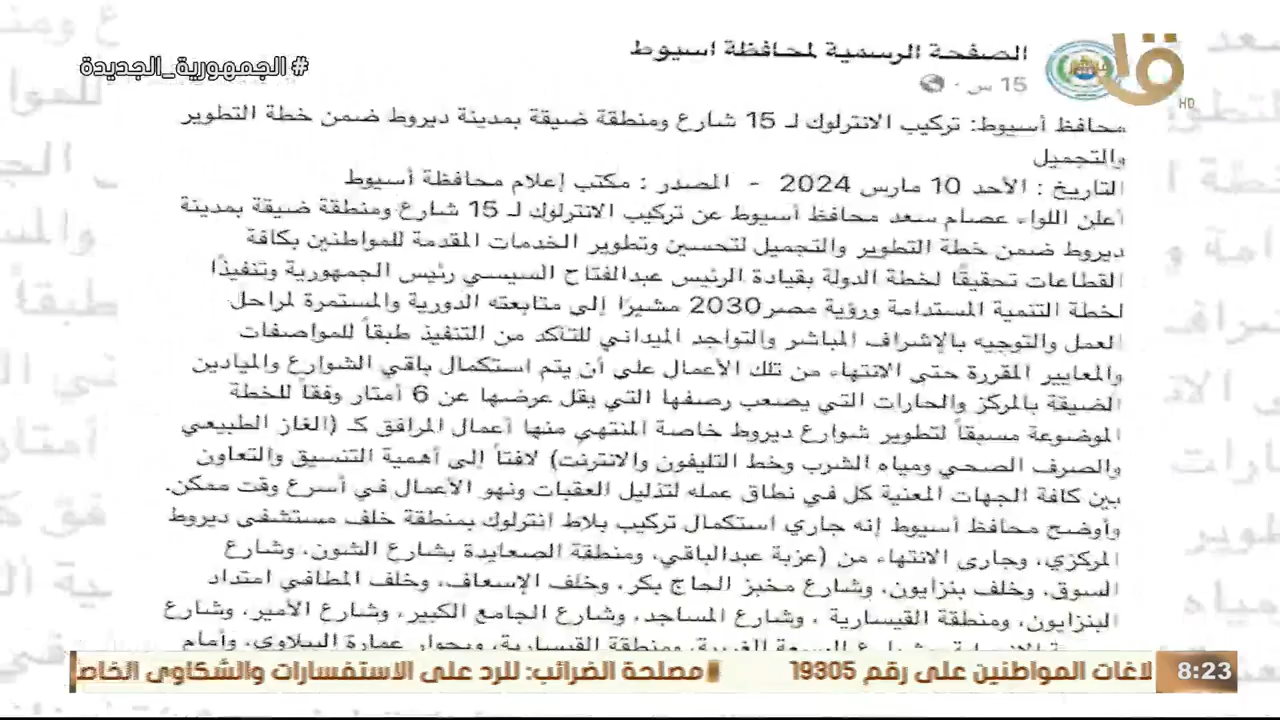 #الجمهورية_الجديدة
الصفحة الرسمية لمحافظة أسيوط
15 س ·
HD
محافظ أسيوط: تركيب الانترلوك لـ 15 شارع ومنطقة ضيقة بمدينة ديروط ضمن خطة التطوير
والتجميل
التاريخ : الأحد 10 مارس 2024 - المصدر : مكتب إعلام محافظة أسيوط
أعلن اللواء عصام سعد محافظ أسيوط عن تركيب الانترلوك لـ 15 شارع ومنطقة ضيقة بمدينة
ديروط ضمن خطة التطوير والتجميل لتحسين وتطوير الخدمات المقدمة للمواطنين بكافة
القطاعات تحقيقًا لخطة الدولة بقيادة الرئيس عبدالفتاح السيسي رئيس الجمهورية وتنفيذًا
لخطة التنمية المستدامة ورؤية مصر2030 مشيرًا إلى متابعته الدورية والمستمرة لمراحل
العمل والتوجيه بالإشراف المباشر والتواجد الميداني للتأكد من التنفيذ طبقاً للمواصفات
والمعايير المقررة حتى الانتهاء من تلك الأعمال على أن يتم استكمال باقي الشوارع والميادين
الضيقة بالمركز والحارات التي يصعب رصفها التي يقل عرضها عن 6 أمتار وفقاً للخطة
الموضوعة مسبقاً لتطوير شوارع ديروط خاصة المنتهي منها أعمال المرافق كـ (الغاز الطبيعي
والصرف الصحي ومياه الشرب وخط التليفون والانترنت) لافتاً إلى أهمية التنسيق والتعاون
بين كافة الجهات المعنية كل في نطاق عمله لتذليل العقبات ونهو الأعمال في أسرع وقت ممكن.
وأوضح محافظ أسيوط إنه جاري استكمال تركيب بلاط انترلوك بمنطقة خلف مستشفى ديروط
المركزي، وجارى الانتهاء من (عزبة عبدالباقي، ومنطقة الصعايدة بشارع الشون، وشارع
السوق، وخلف بنزايون، وشارع مخبز الحاج بكر، وخلف الإسعاف، وخلف المطافي امتداد
البنزايون، ومنطقة القيسارية ، وشارع المساجد، وشارع الجامع الكبير، وشارع الأمير، وشارع
ومنطقة القيسارية، وبجوار عمارة الببلاوي، وأمام
8:23 لاغات المواطنين على رقم 19305 مصلحة الضرائب: للرد على الاستفسارات والشكاوى الخاص